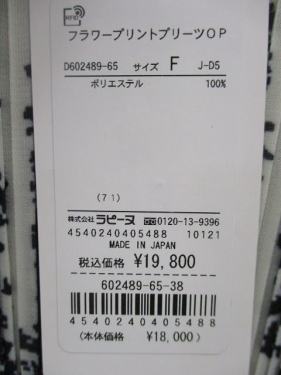 RFID
フラワープリントプリーツOP
D602489-65 サイズ F J-D5
ポリエステル 100%
(71)
株式会社ラピーヌ 0120-13-9396
4540240405488 10121
MADE IN JAPAN
税込価格 ¥19,800
602489-65-38
4540240405488
(本体価格 ¥18,000)